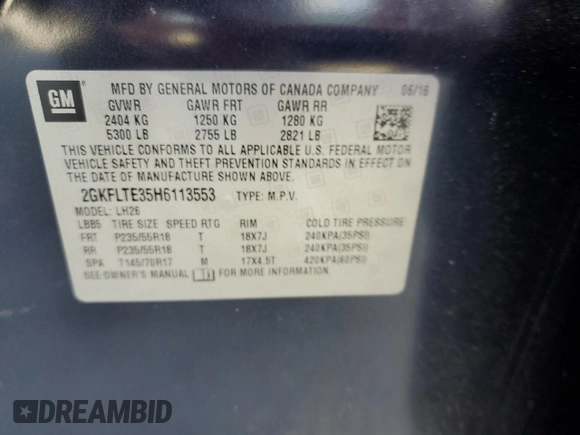 GM
MFD BY GENERAL MOTORS OF CANADA COMPANY 06/16
GVWR GAWR FRT GAWR RR
2404 KG 1250 KG 1280 KG
5300 LB 2755 LB 2821 LB
THIS VEHICLE CONFORMS TO ALL APPLICABLE U.S. FEDERAL MOTOR
VEHICLE SAFETY AND THEFT PREVENTION STANDARDS IN EFFECT ON
THE DATE OF MANUFACTURE SHOWN ABOVE.
2GKFLTE35H6113553 TYPE: M.P.V.
MODEL: LH26
LBB5 TIRE SIZE SPEED RTG RIM COLD TIRE PRESSURE
FRT P235/55R18 T 18X7J 240KPA(35PSI)
RR P235/55R18 T 18X7J 240KPA(35PSI)
SPA T145/70R17 M 17X4.5T 420KPA(60PSI)
SEE OWNER'S MANUAL FOR MORE INFORMATION.
DREAMBID